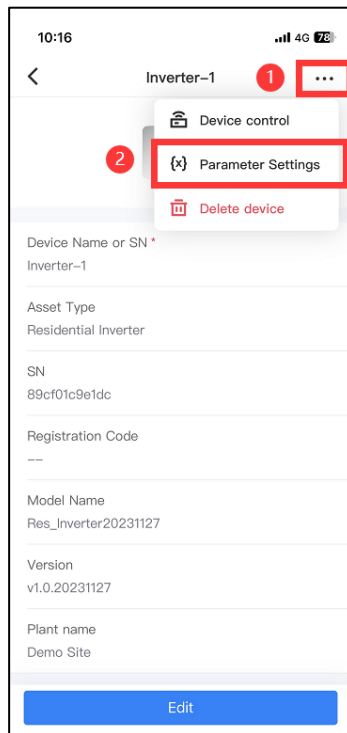 10:16
4G 78
Inverter-1
1
...
Device control
2
{x} Parameter Settings
Delete device
Device Name or SN *
Inverter-1
Asset Type
Residential Inverter
SN
89cf01c9e1dc
Registration Code
--
Model Name
Res_Inverter20231127
Version
v1.0.20231127
Plant name
Demo Site
Edit